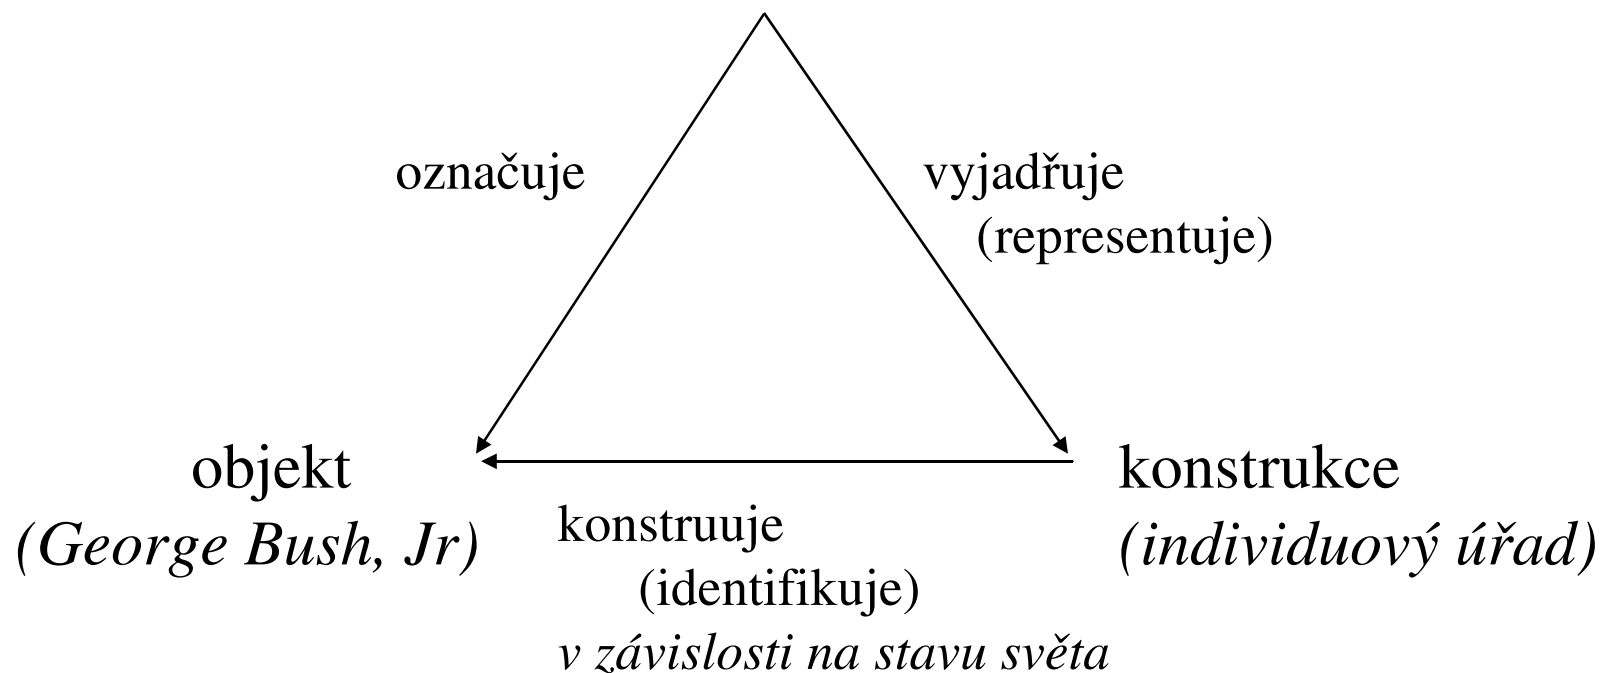 označuje
vyjadřuje
(representuje)
objekt
konstrukce
(George Bush, Jr)
konstruuje
(individuový úřad)
(identifikuje)
v závislosti na stavu světa